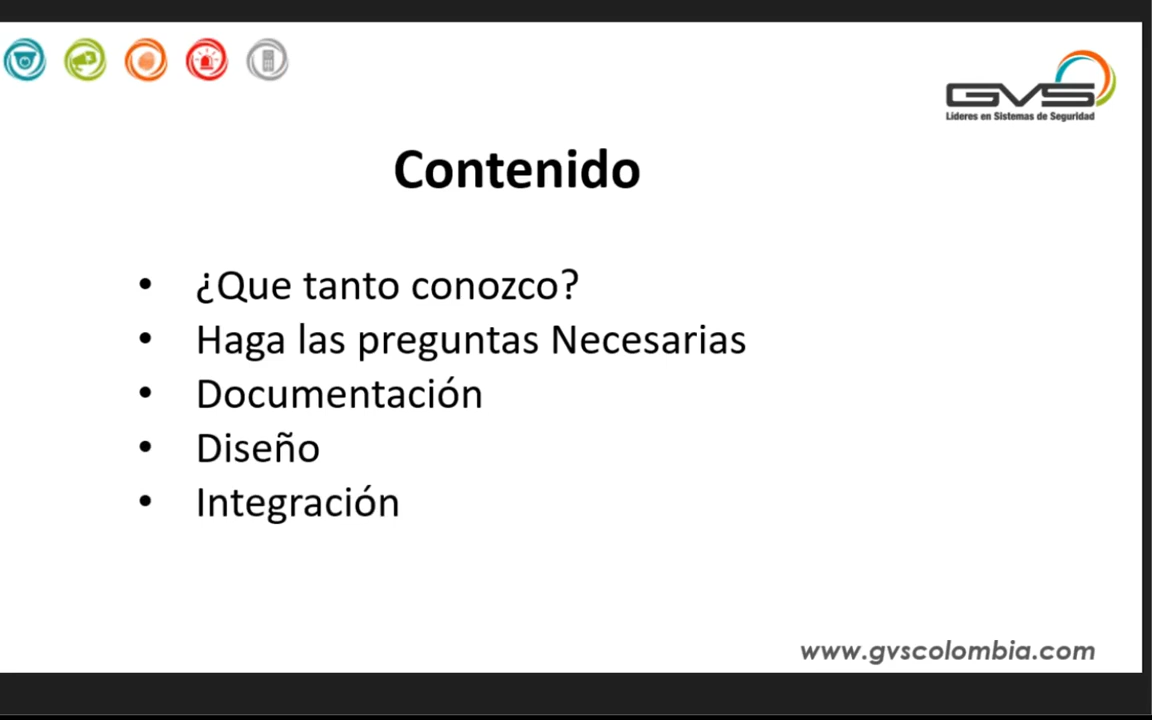 GVS
Lideres en Sistemas de Seguridad
Contenido
• ¿Que tanto conozco?
• Haga las preguntas Necesarias
• Documentación
• Diseño
• Integración
www.gvscolombia.com